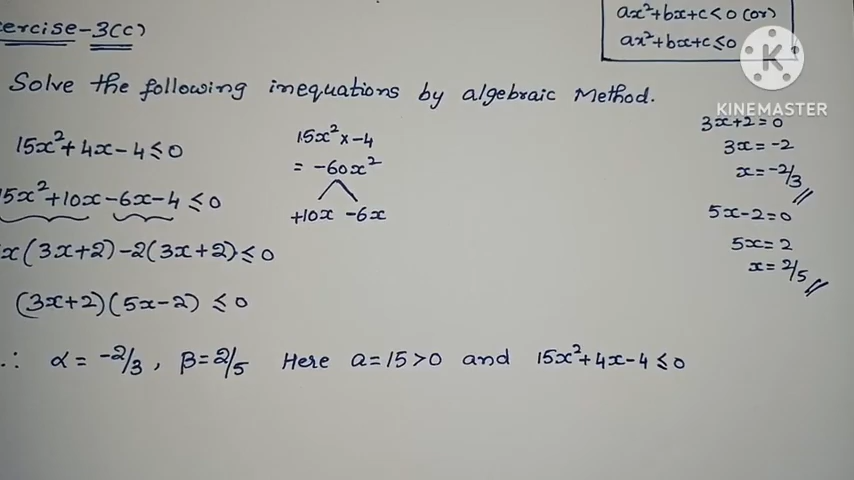 ercise-3(c)
ax²+bx+c<0 (or)
ax²+bx+c≤0
KINEMASTER
Solve the following inequations by algebraic Method.
15x²+4x-4≤0
15x²x-4
= -60x²
+10x -6x
5x²+10x-6x-4 ≤0
x(3x+2)-2(3x+2)≤0
(3x+2)(5x-2) ≤0
3x+2=0
3x=-2
x=-2/3
5x-2=0
5x=2
x=2/5
∴ α = -2/3, β=2/5 Here a=15>0 and 15x²+4x-4≤0